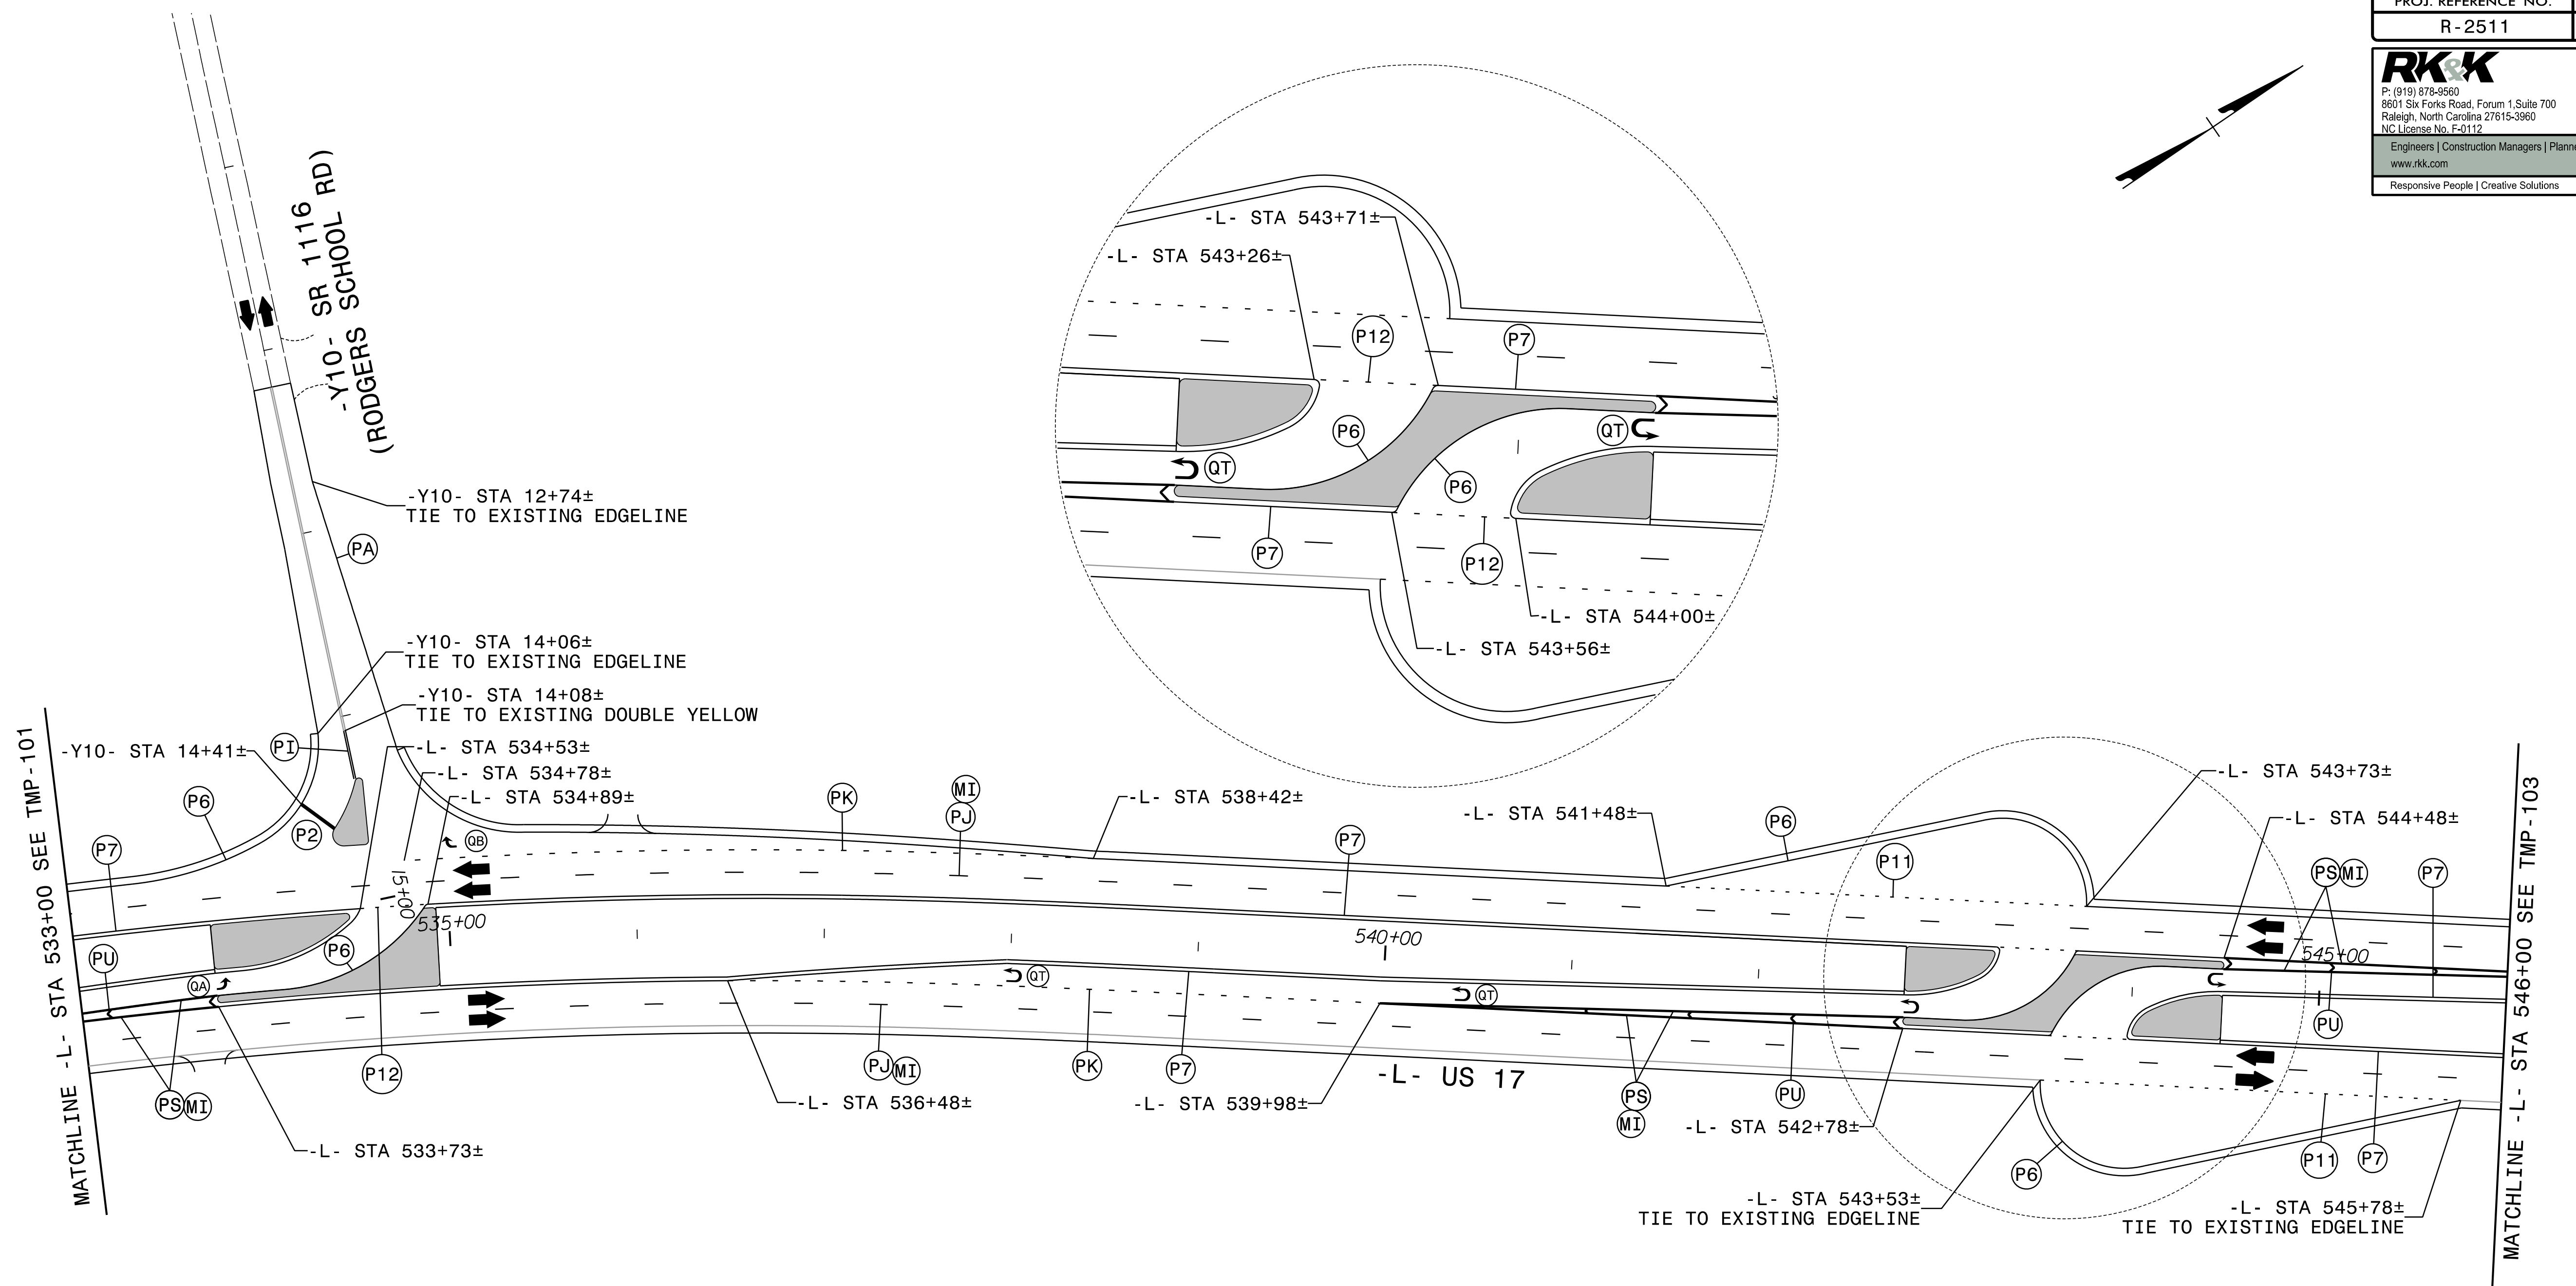 PROJ. REFERENCE NO.
R-2511
RK&K
P: (919) 878-9560
8601 Six Forks Road, Forum 1,Suite 700
Raleigh, North Carolina 27615-3960
NC License No. F-0112
Engineers | Construction Managers |
www.rkk.com
Responsive People | Creative Solutions
-Y10- SR 1116
(RODGERS SCHOOL RD)
-L- STA 543+71±
-L- STA 543+26±
P12
P7
P6
QT
QT
P6
P7
P12
-L- STA 544+00±
-L- STA 543+56±
-Y10- STA 12+74±
TIE TO EXISTING EDGELINE
PA
-Y10- STA 14+06±
TIE TO EXISTING EDGELINE
-Y10- STA 14+08±
TIE TO EXISTING DOUBLE YELLOW
-Y10- STA 14+41±
PI
-L- STA 534+53±
-L- STA 534+78±
-L- STA 534+89±
P6
P2
P7
QB
PK
MI
PJ
-L- STA 538+42±
P7
-L- STA 541+48±
P6
P11
-L- STA 543+73±
-L- STA 544+48±
PS MI
P7
15+00
535+00
540+00
545+00
PU
QA
P6
QT
QT
PU
P12
PS MI
PJ MI
PK
P7
-L- US 17
PS
MI
PU
P6
P11
P7
-L- STA 533+73±
-L- STA 536+48±
-L- STA 539+98±
-L- STA 542+78±
-L- STA 543+53±
TIE TO EXISTING EDGELINE
-L- STA 545+78±
TIE TO EXISTING EDGELINE
MATCHLINE -L- STA 533+00 SEE TMP-101
MATCHLINE -L- STA 546+00 SEE TMP-103